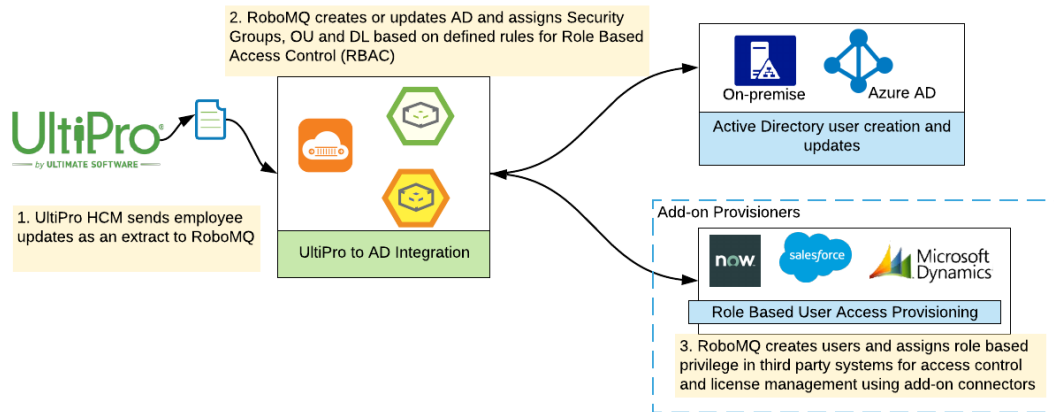 2. RoboMQ creates or updates AD and assigns Security
Groups, OU and DL based on defined rules for Role Based
Access Control (RBAC)
UltiPro®
by ULTIMATE SOFTWARE
1. UltiPro HCM sends employee
updates as an extract to RoboMQ
UltiPro to AD Integration
On-premise
Azure AD
Active Directory user creation and
updates
Add-on Provisioners
now
salesforce
Microsoft
Dynamics
Role Based User Access Provisioning
3. RoboMQ creates users and assigns role based
privilege in third party systems for access control
and license management using add-on connectors